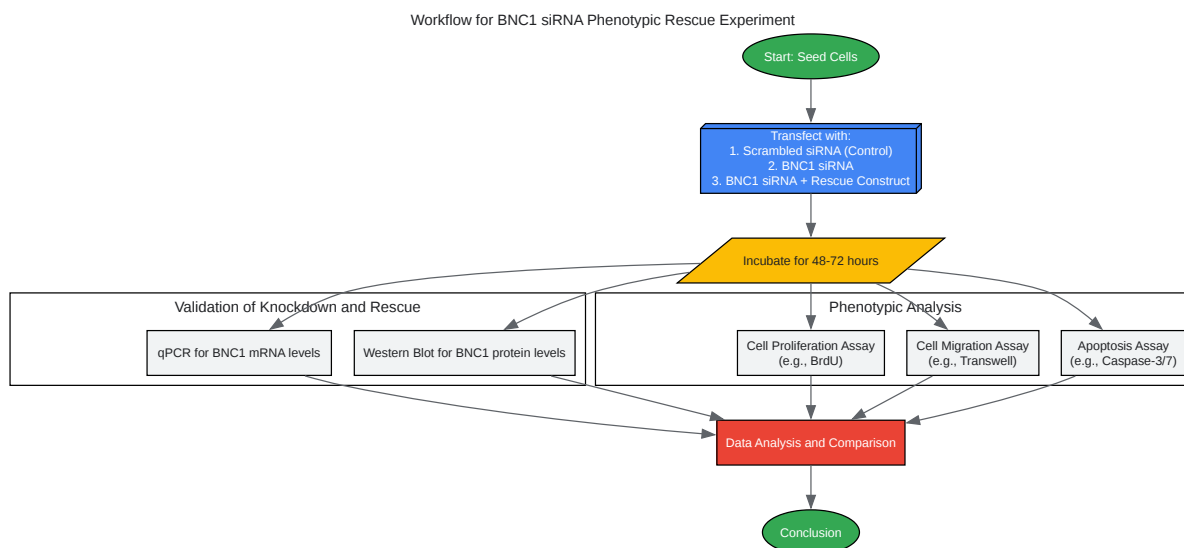 Workflow for BNC1 siRNA Phenotypic Rescue Experiment
Start: Seed Cells
Transfect with:
1. Scrambled siRNA (Control)
2. BNC1 siRNA
3. BNC1 siRNA + Rescue Construct
Incubate for 48-72 hours
Validation of Knockdown and Rescue
qPCR for BNC1 mRNA levels
Western Blot for BNC1 protein levels
Phenotypic Analysis
Cell Proliferation Assay
(e.g., BrdU)
Cell Migration Assay
(e.g., Transwell)
Apoptosis Assay
(e.g., Caspase-3/7)
Data Analysis and Comparison
Conclusion